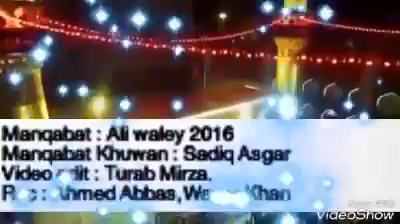 Manqabat : Ali waley 2016
Manqabat Khuwan : Sadiq Asgar
Video edit : Turab Mirza.
: Ahmed Abbas, Khan
VideoShow